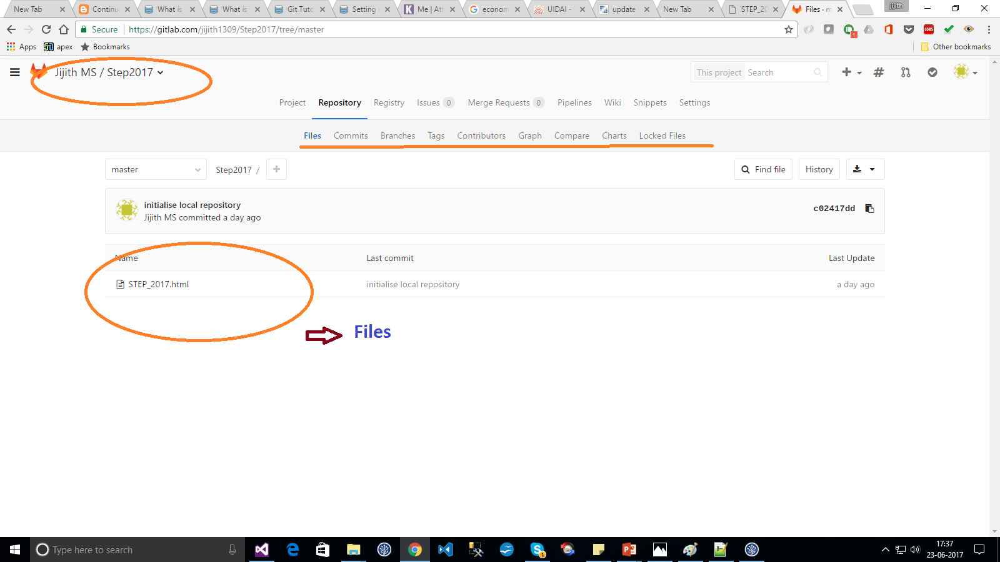 New Tab Continu What is What is Git Tuto Setting Me | Att econom UIDAI - update New Tab STEP_20 Files · m jijith
Secure https://gitlab.com/jijith1309/Step2017/tree/master
1
Apps apex Bookmarks Other bookmarks
Jijith MS / Step2017 This project Search
Project Repository Registry Issues 0 Merge Requests 0 Pipelines Wiki Snippets Settings
Files Commits Branches Tags Contributors Graph Compare Charts Locked Files
master Step2017 / + Find file History
initialise local repository
Jijith MS committed a day ago c02417dd
Name Last commit Last Update
STEP_2017.html initialise local repository a day ago
Files
Type here to search 17:37
23-06-2017